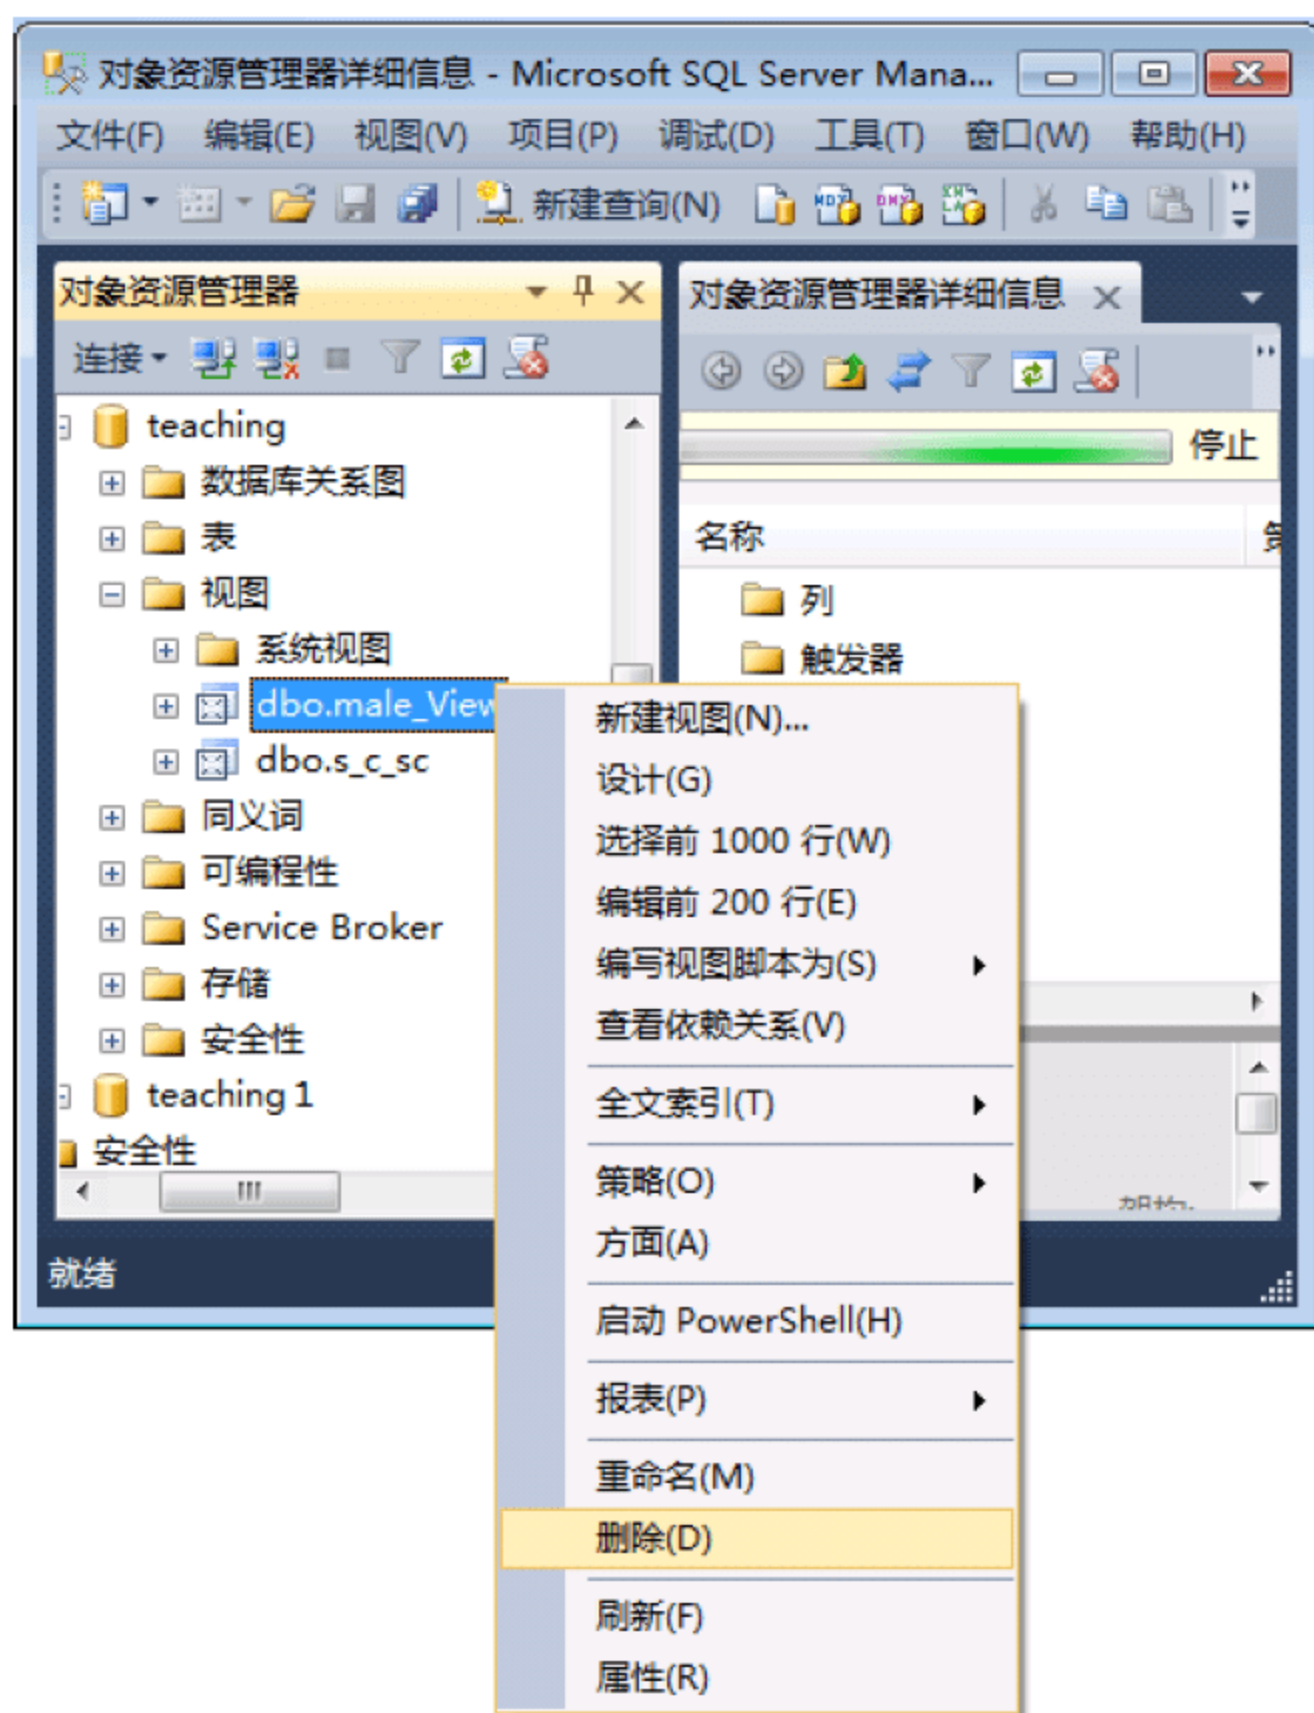 对象资源管理器详细信息 - Microsoft SQL Server Mana...
文件(F) 编辑(E) 视图(V) 项目(P) 调试(D) 工具(T) 窗口(W) 帮助(H)
新建查询(N)
对象资源管理器
连接
teaching
数据库关系图
表
视图
系统视图
dbo.male_View
dbo.s_c_sc
同义词
可编程性
Service Broker
存储
安全性
teaching 1
安全性
就绪
对象资源管理器详细信息
停止
名称
列
触发器
新建视图(N)...
设计(G)
选择前 1000 行(W)
编辑前 200 行(E)
编写视图脚本为(S)
查看依赖关系(V)
全文索引(T)
策略(O)
方面(A)
启动 PowerShell(H)
报表(P)
重命名(M)
删除(D)
刷新(F)
属性(R)